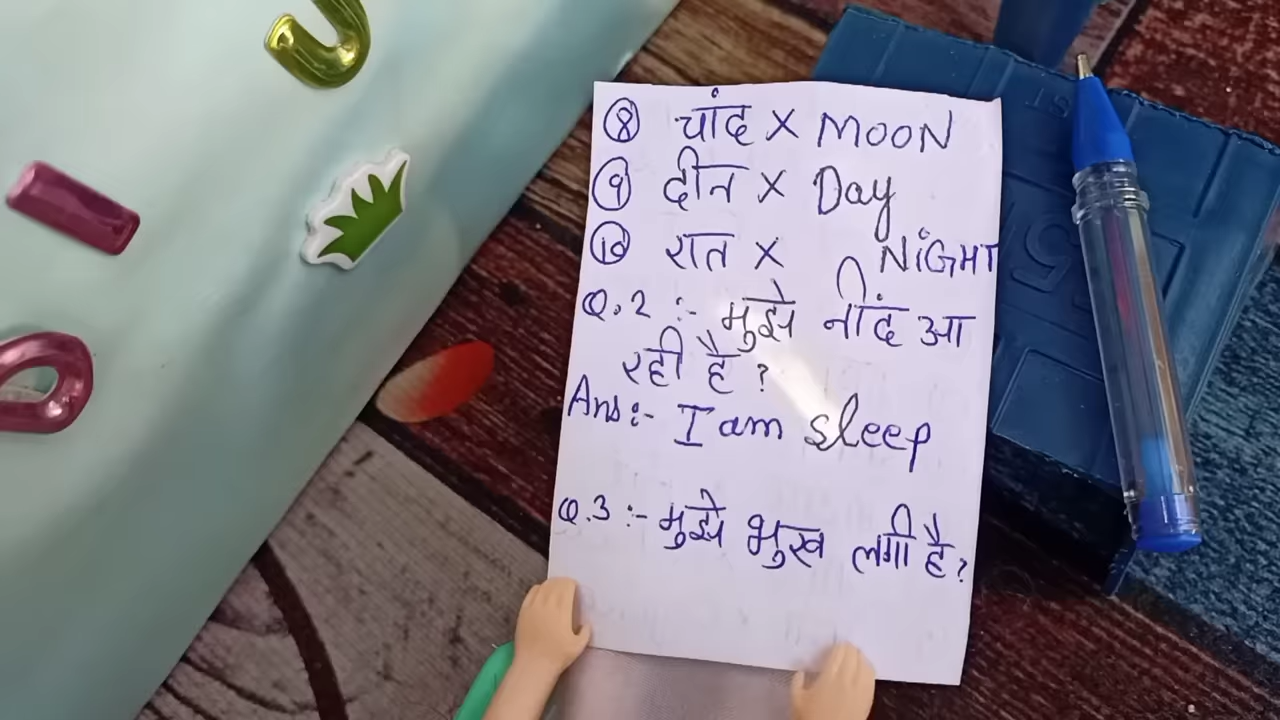 ⑧ चांद X MOON
⑨ दीन X Day
⑩ रात X NiGHT
Q.2 :- मुझे नींद आ
रही है ?
Ans:- I am sleep
Q.3 :- मुझे भुख लगी है ?